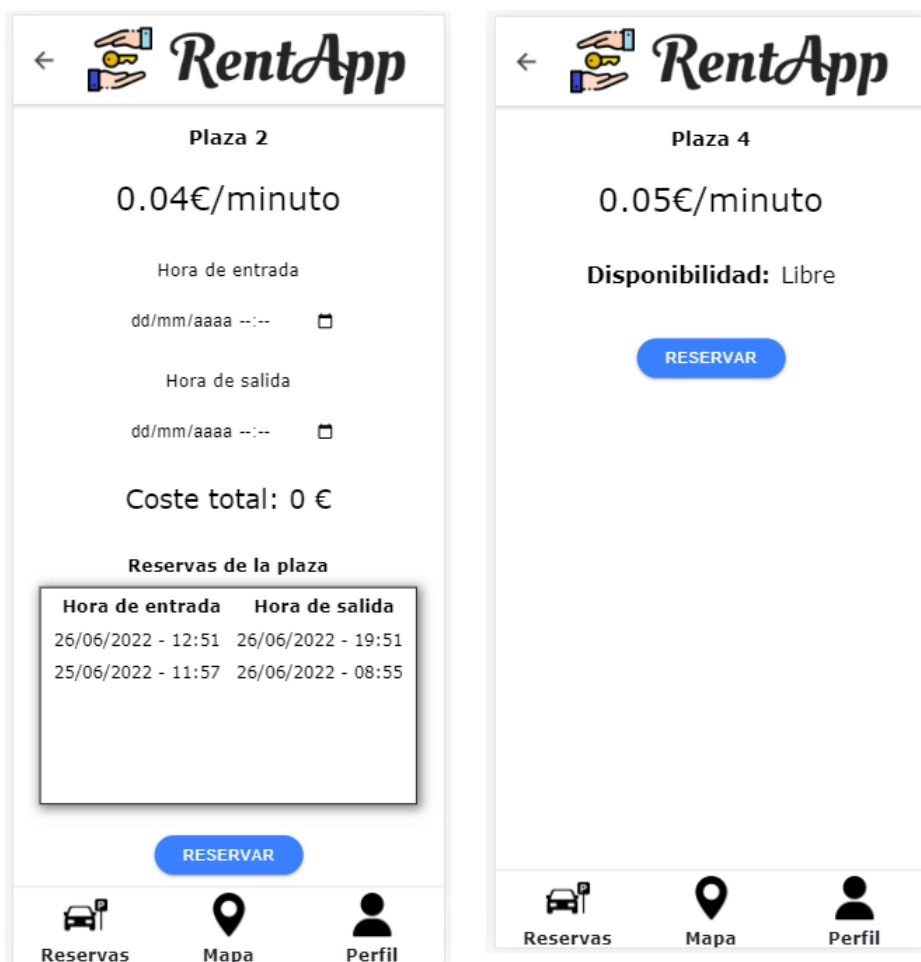 RentApp
Plaza 2
0.04€/minuto
Hora de entrada
dd/mm/aaaa --:--
Hora de salida
dd/mm/aaaa --:--
Coste total: 0 €
Reservas de la plaza
Hora de entrada Hora de salida
26/06/2022 - 12:51 26/06/2022 - 19:51
25/06/2022 - 11:57 26/06/2022 - 08:55
RESERVAR
P
Reservas Mapa Perfil
RentApp
Plaza 4
0.05€/minuto
Disponibilidad: Libre
RESERVAR
P
Reservas Mapa Perfil